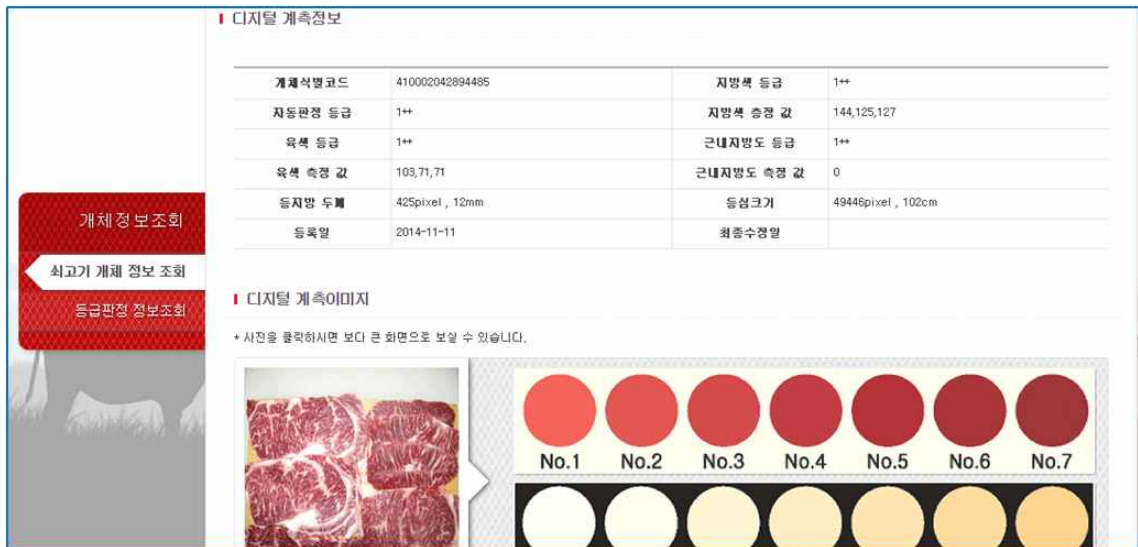 디지털 계측정보
개체식별코드 410002042894485 지방색 등급 1++
자동판정 등급 1++ 지방색 측정 값 144,125,127
육색 등급 1++ 근내지방도 등급 1++
육색 측정 값 103,71,71 근내지방도 측정 값 0
등지방 두께 425pixel , 12mm 등심크기 49446pixel , 102cm
등록일 2014-11-11 최종수정일
개체정보조회
쇠고기 개체 정보 조회
등급판정 정보조회
디지털 계측이미지
* 사진을 클릭하시면 보다 큰 화면으로 보실 수 있습니다.
No.1 No.2 No.3 No.4 No.5 No.6 No.7